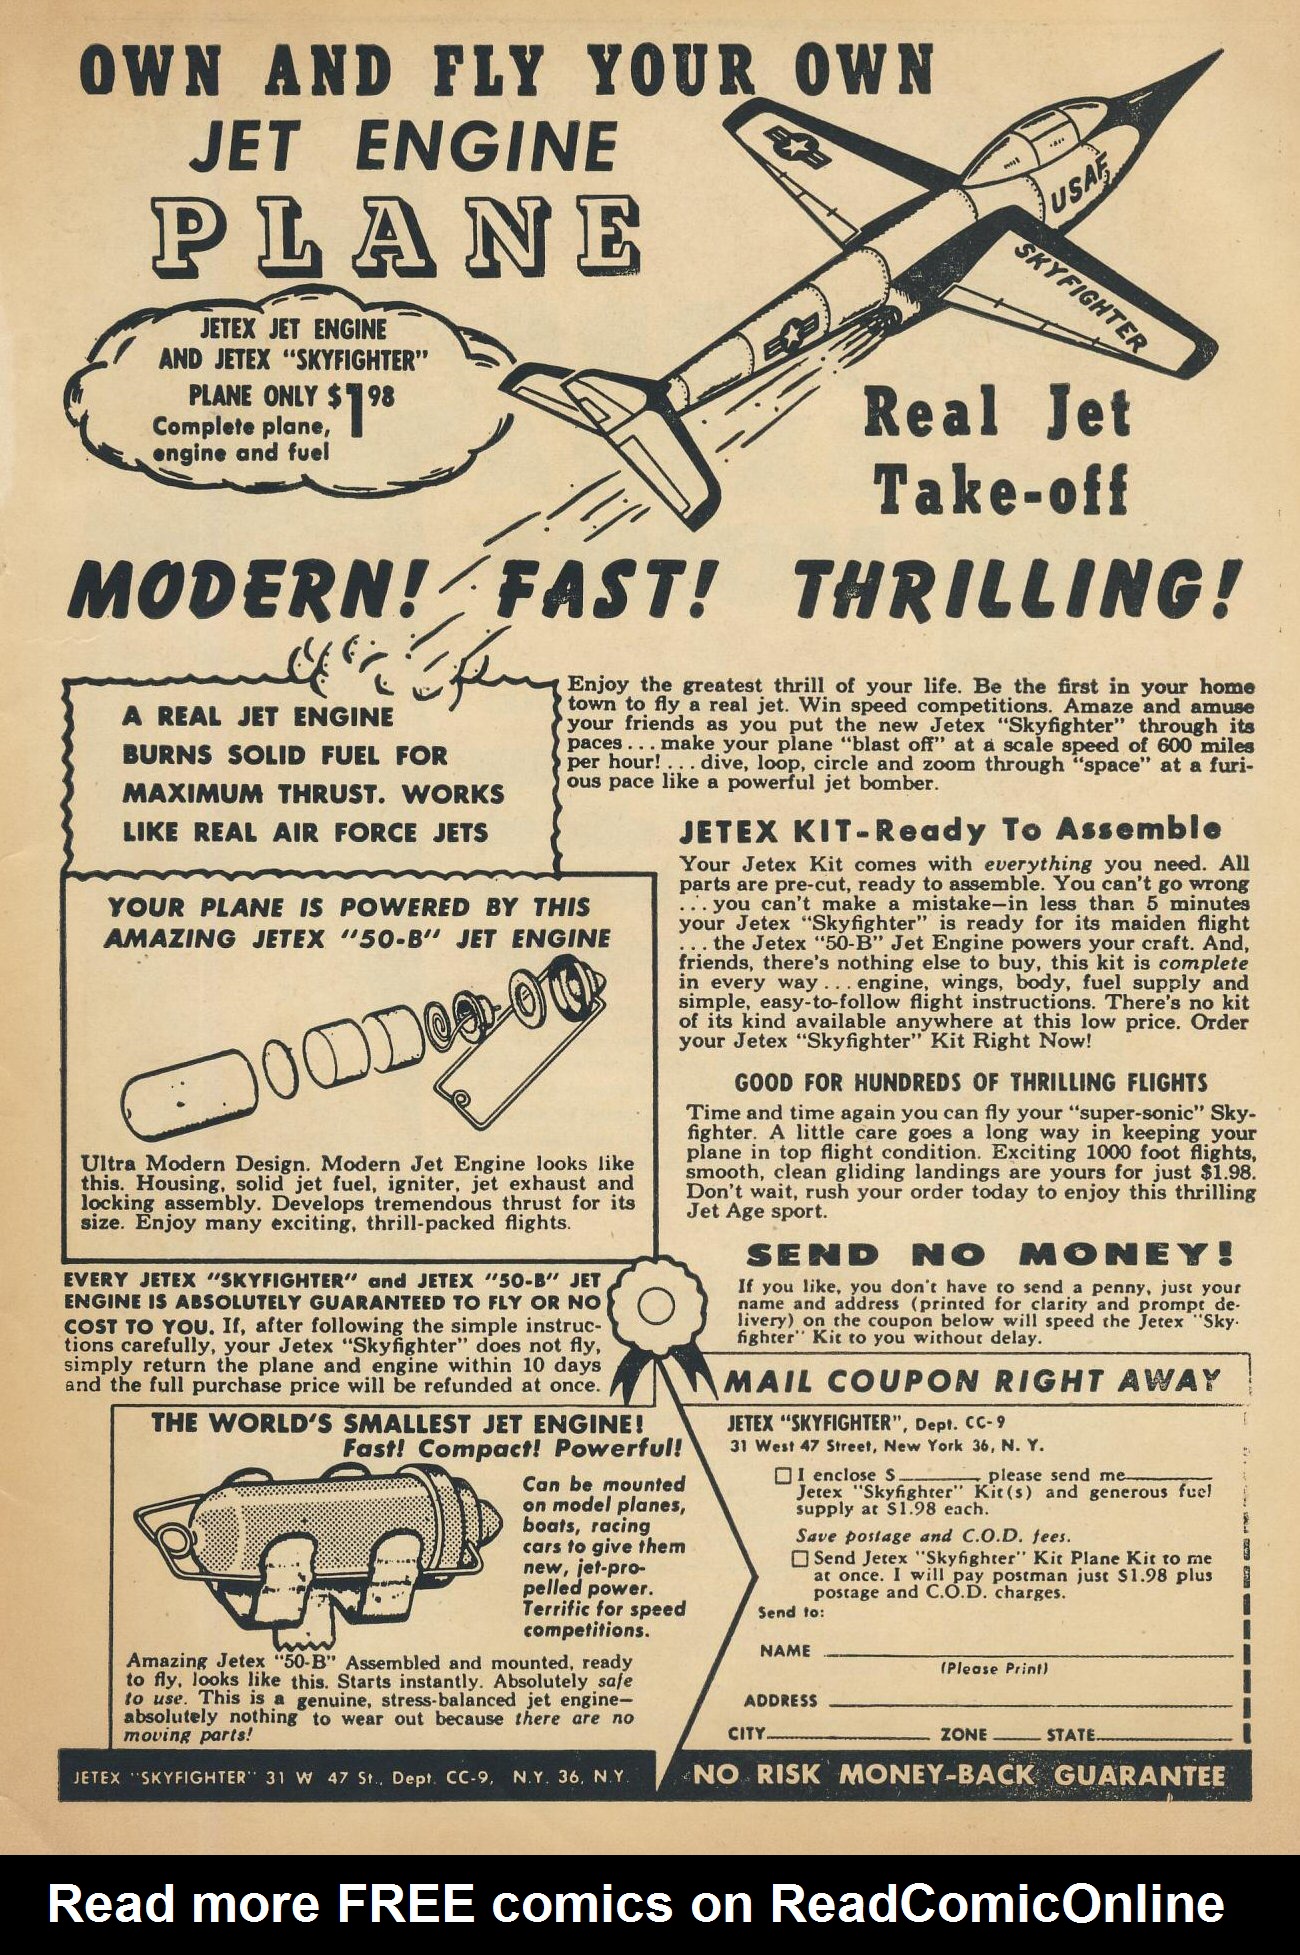 OWN AND FLY YOUR OWN
JET ENGINE
PLANE
USAF
SKYFIGHTER
JETEX JET ENGINE
AND JETEX "SKYFIGHTER"
PLANE ONLY $1.98
Complete plane,
engine and fuel
Real Jet
Take-off
MODERN! FAST! THRILLING!
A REAL JET ENGINE
BURNS SOLID FUEL FOR
MAXIMUM THRUST. WORKS
LIKE REAL AIR FORCE JETS
Enjoy the greatest thrill of your life. Be the first in your home
town to fly a real jet. Win speed competitions. Amaze and amuse
your friends as you put the new Jetex "Skyfighter" through its
paces . . . make your plane "blast off" at a scale speed of 600 miles
per hour! . . . dive, loop, circle and zoom through "space" at a furi-
ous pace like a powerful jet bomber.
YOUR PLANE IS POWERED BY THIS
AMAZING JETEX "50-B" JET ENGINE
Ultra Modern Design. Modern Jet Engine looks like
this. Housing, solid jet fuel, igniter, jet exhaust and
locking assembly. Develops tremendous thrust for its
size. Enjoy many exciting, thrill-packed flights.
JETEX KIT-Ready To Assemble
Your Jetex Kit comes with everything you need. All
parts are pre-cut, ready to assemble. You can't go wrong
. . . you can't make a mistake—in less than 5 minutes
your Jetex "Skyfighter" is ready for its maiden flight
. . . the Jetex "50-B" Jet Engine powers your craft. And,
friends, there's nothing else to buy, this kit is complete
in every way . . . engine, wings, body, fuel supply and
simple, easy-to-follow flight instructions. There's no kit
of its kind available anywhere at this low price. Order
your Jetex "Skyfighter" Kit Right Now!
GOOD FOR HUNDREDS OF THRILLING FLIGHTS
Time and time again you can fly your "super-sonic" Sky-
fighter. A little care goes a long way in keeping your
plane in top flight condition. Exciting 1000 foot flights,
smooth, clean gliding landings are yours for just $1.98.
Don't wait, rush your order today to enjoy this thrilling
Jet Age sport.
EVERY JETEX "SKYFIGHTER" and JETEX "50-B" JET
ENGINE IS ABSOLUTELY GUARANTEED TO FLY OR NO
COST TO YOU. If, after following the simple instruc-
tions carefully, your Jetex "Skyfighter" does not fly,
simply return the plane and engine within 10 days
and the full purchase price will be refunded at once.
SEND NO MONEY!
If you like, you don't have to send a penny, just your
name and address (printed for clarity and prompt de-
livery) on the coupon below will speed the Jetex "Sky-
fighter" Kit to you without delay.
THE WORLD'S SMALLEST JET ENGINE!
Fast! Compact! Powerful!
Can be mounted
on model planes,
boats, racing
cars to give them
new, jet-pro-
pelled power.
Terrific for speed
competitions.
Amazing Jetex "50-B" Assembled and mounted, ready
to fly, looks like this. Starts instantly. Absolutely safe
to use. This is a genuine, stress-balanced jet engine—
absolutely nothing to wear out because there are no
moving parts!
JETEX "SKYFIGHTER" 31 W 47 St., Dept. CC-9, N.Y. 36, N.Y.
MAIL COUPON RIGHT AWAY
JETEX "SKYFIGHTER", Dept. CC-9
31 West 47 Street, New York 36, N. Y.
I enclose $ please send me
Jetex "Skyfighter" Kit(s) and generous fuel
supply at $1.98 each.
Save postage and C.O.D. fees.
Send Jetex "Skyfighter" Kit Plane Kit to me
at once. I will pay postman just $1.98 plus
postage and C.O.D. charges.
Send to:
NAME
(Please Print)
ADDRESS
CITY ZONE STATE
NO RISK MONEY-BACK GUARANTEE
Read more FREE comics on ReadComicOnline